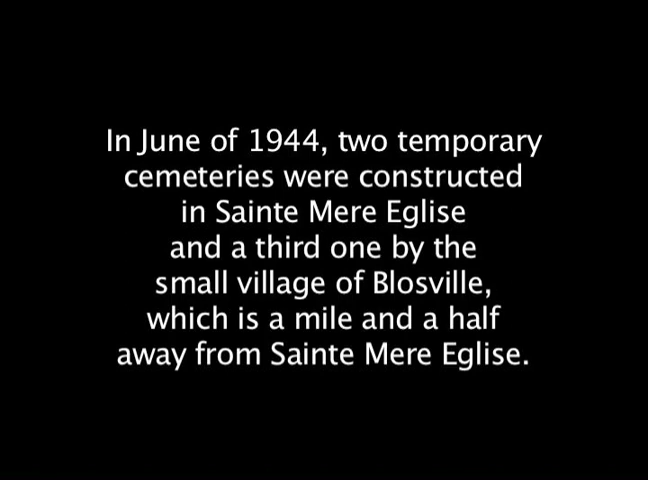 In June of 1944, two temporary
cemeteries were constructed
in Sainte Mere Eglise
and a third one by the
small village of Blosville,
which is a mile and a half
away from Sainte Mere Eglise.